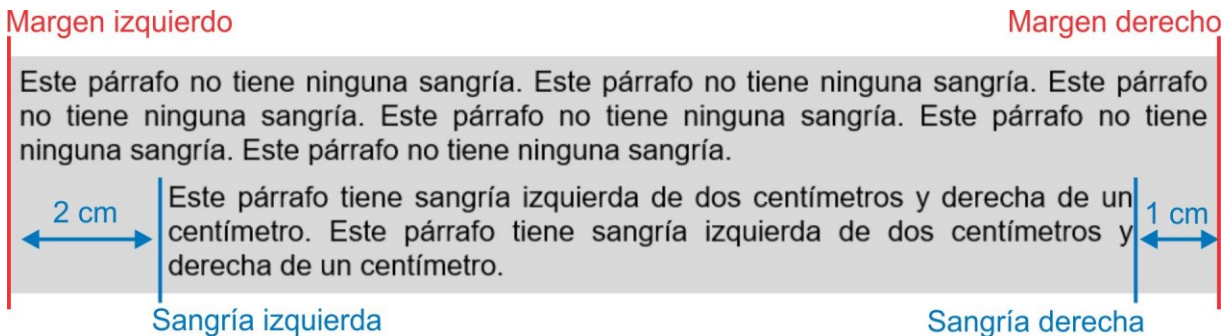 Margen izquierdo Margen derecho
Este párrafo no tiene ninguna sangría. Este párrafo no tiene ninguna sangría. Este párrafo
no tiene ninguna sangría. Este párrafo no tiene ninguna sangría. Este párrafo no tiene
ninguna sangría. Este párrafo no tiene ninguna sangría.
2 cm
Este párrafo tiene sangría izquierda de dos centímetros y derecha de un
centímetro. Este párrafo tiene sangría izquierda de dos centímetros y
derecha de un centímetro.
1 cm
Sangría izquierda Sangría derecha